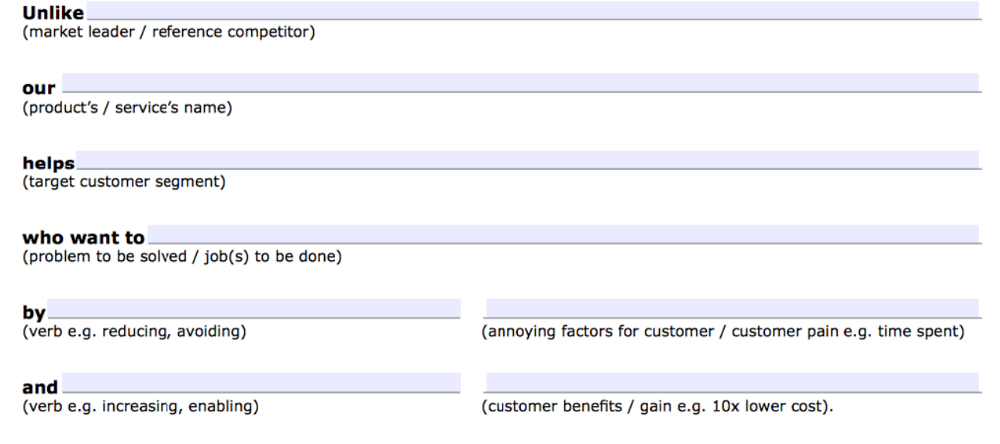 Unlike
(market leader / reference competitor)
our
(product's / service's name)
helps
(target customer segment)
who want to
(problem to be solved / job(s) to be done)
by
(verb e.g. reducing, avoiding) (annoying factors for customer / customer pain e.g. time spent)
and
(verb e.g. increasing, enabling) (customer benefits / gain e.g. 10x lower cost).